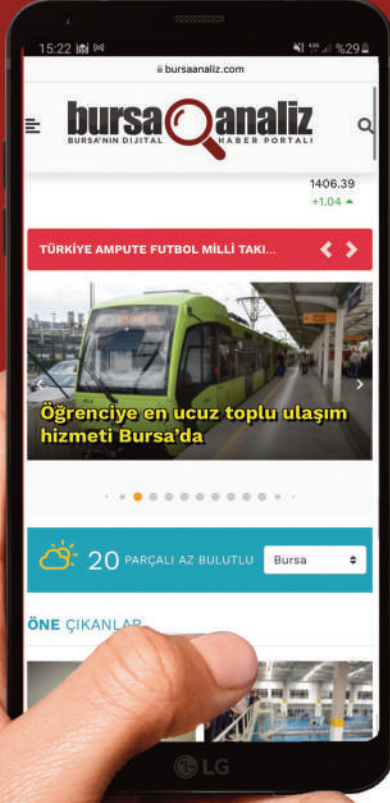 15:22
%29
bursaanaliz.com
bursa analiz
BURSA'NIN DİJİTAL HABER PORTALI
1406.39
+1.04
TÜRKİYE AMPUTE FUTBOL MİLLİ TAKI...
Öğrenciye en ucuz toplu ulaşım
hizmeti Bursa'da
20 PARÇALI AZ BULUTLU Bursa
ÖNE ÇIKANLAR
LG